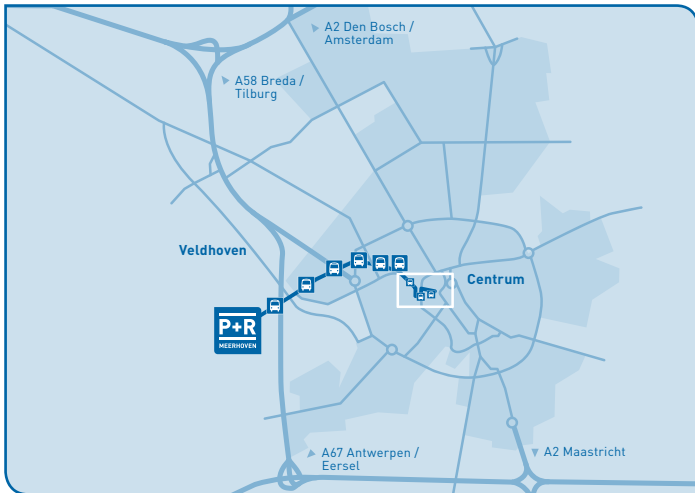 A2 Den Bosch /
Amsterdam
A58 Breda /
Tilburg
Veldhoven
Centrum
P+R
MEERHOVEN
A67 Antwerpen /
Eersel
A2 Maastricht